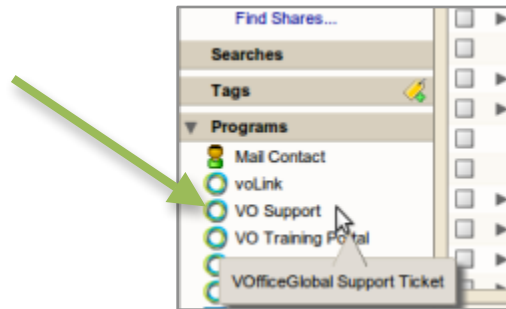 Find Shares...
Searches
Tags
Programs
Mail Contact
voLink
VO Support
VO Training Portal
VOfficeGlobal Support Ticket